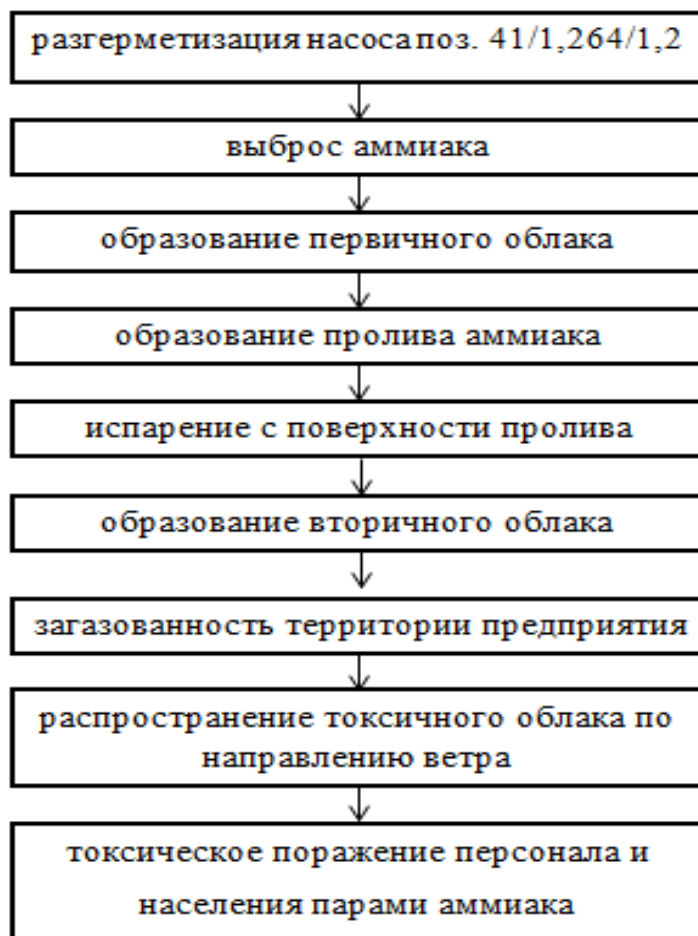 разгерметизация насоса поз. 41/1,264/1,2
выброс аммиака
образование первичного облака
образование пролива аммиака
испарение с поверхности пролива
образование вторичного облака
загазованность территории предприятия
распространение токсичного облака по
направлению ветра
токсическое поражение персонала и
населения парами аммиака